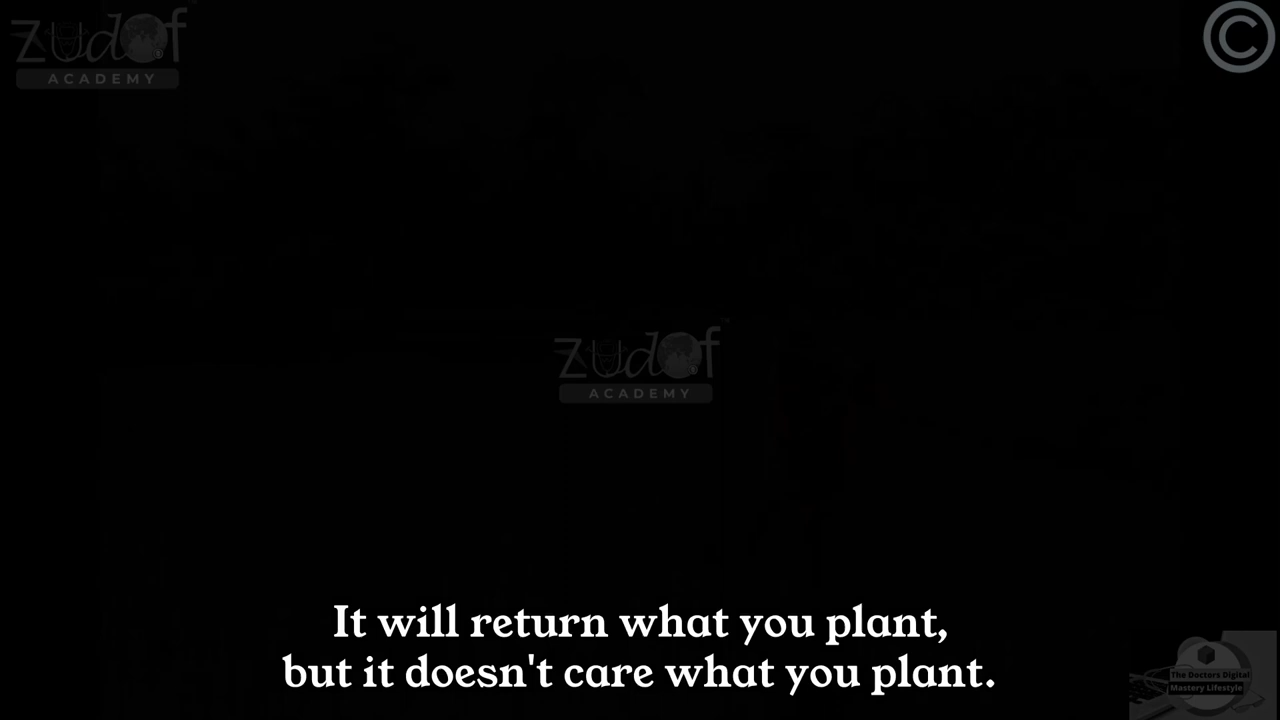 zudof
ACADEMY
©
zudof
ACADEMY
It will return what you plant,
but it doesn't care what you plant.
The Doctors Digital
Mastery Lifestyle